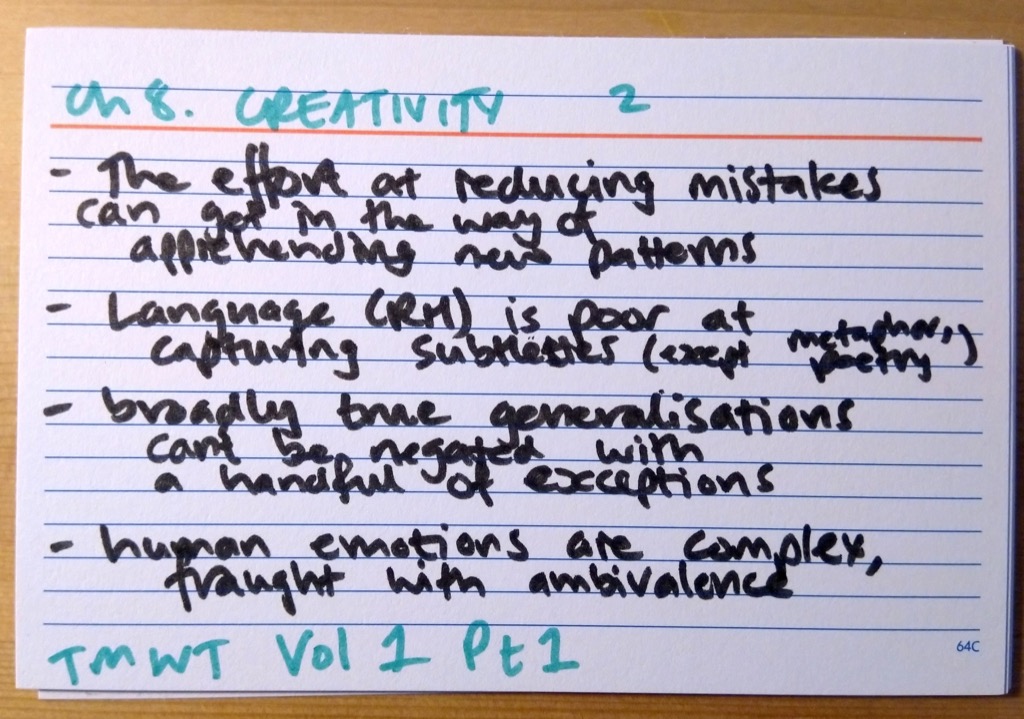 Ch 8. CREATIVITY 2
- The effort at reducing mistakes
can get in the way of
apprehending new patterns
- Language (RH) is poor at
capturing subtleties (except metaphor, poetry)
- broadly true generalisations
cant be negated with
a handful of exceptions
- human emotions are complex,
fraught with ambivalence
TMWT Vol 1 Pt 1
64C